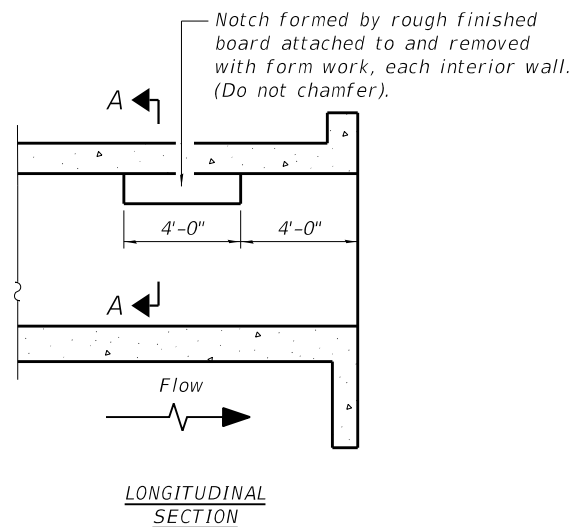 Notch formed by rough finished
board attached to and removed
with form work, each interior wall.
(Do not chamfer).
A
4'-0"
4'-0"
A
Flow
LONGITUDINAL
SECTION